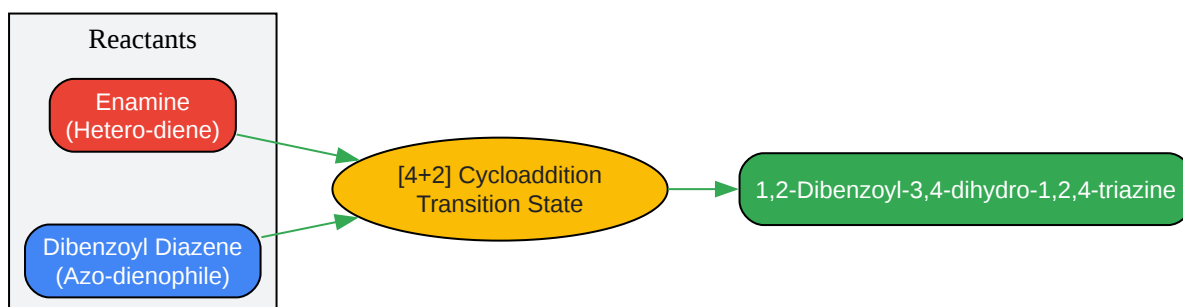 Reactants
Enamine
(Hetero-diene)
Dibenzoyl Diazene
(Azo-dienophile)
[4+2] Cycloaddition
Transition State
1,2-Dibenzoyl-3,4-dihydro-1,2,4-triazine